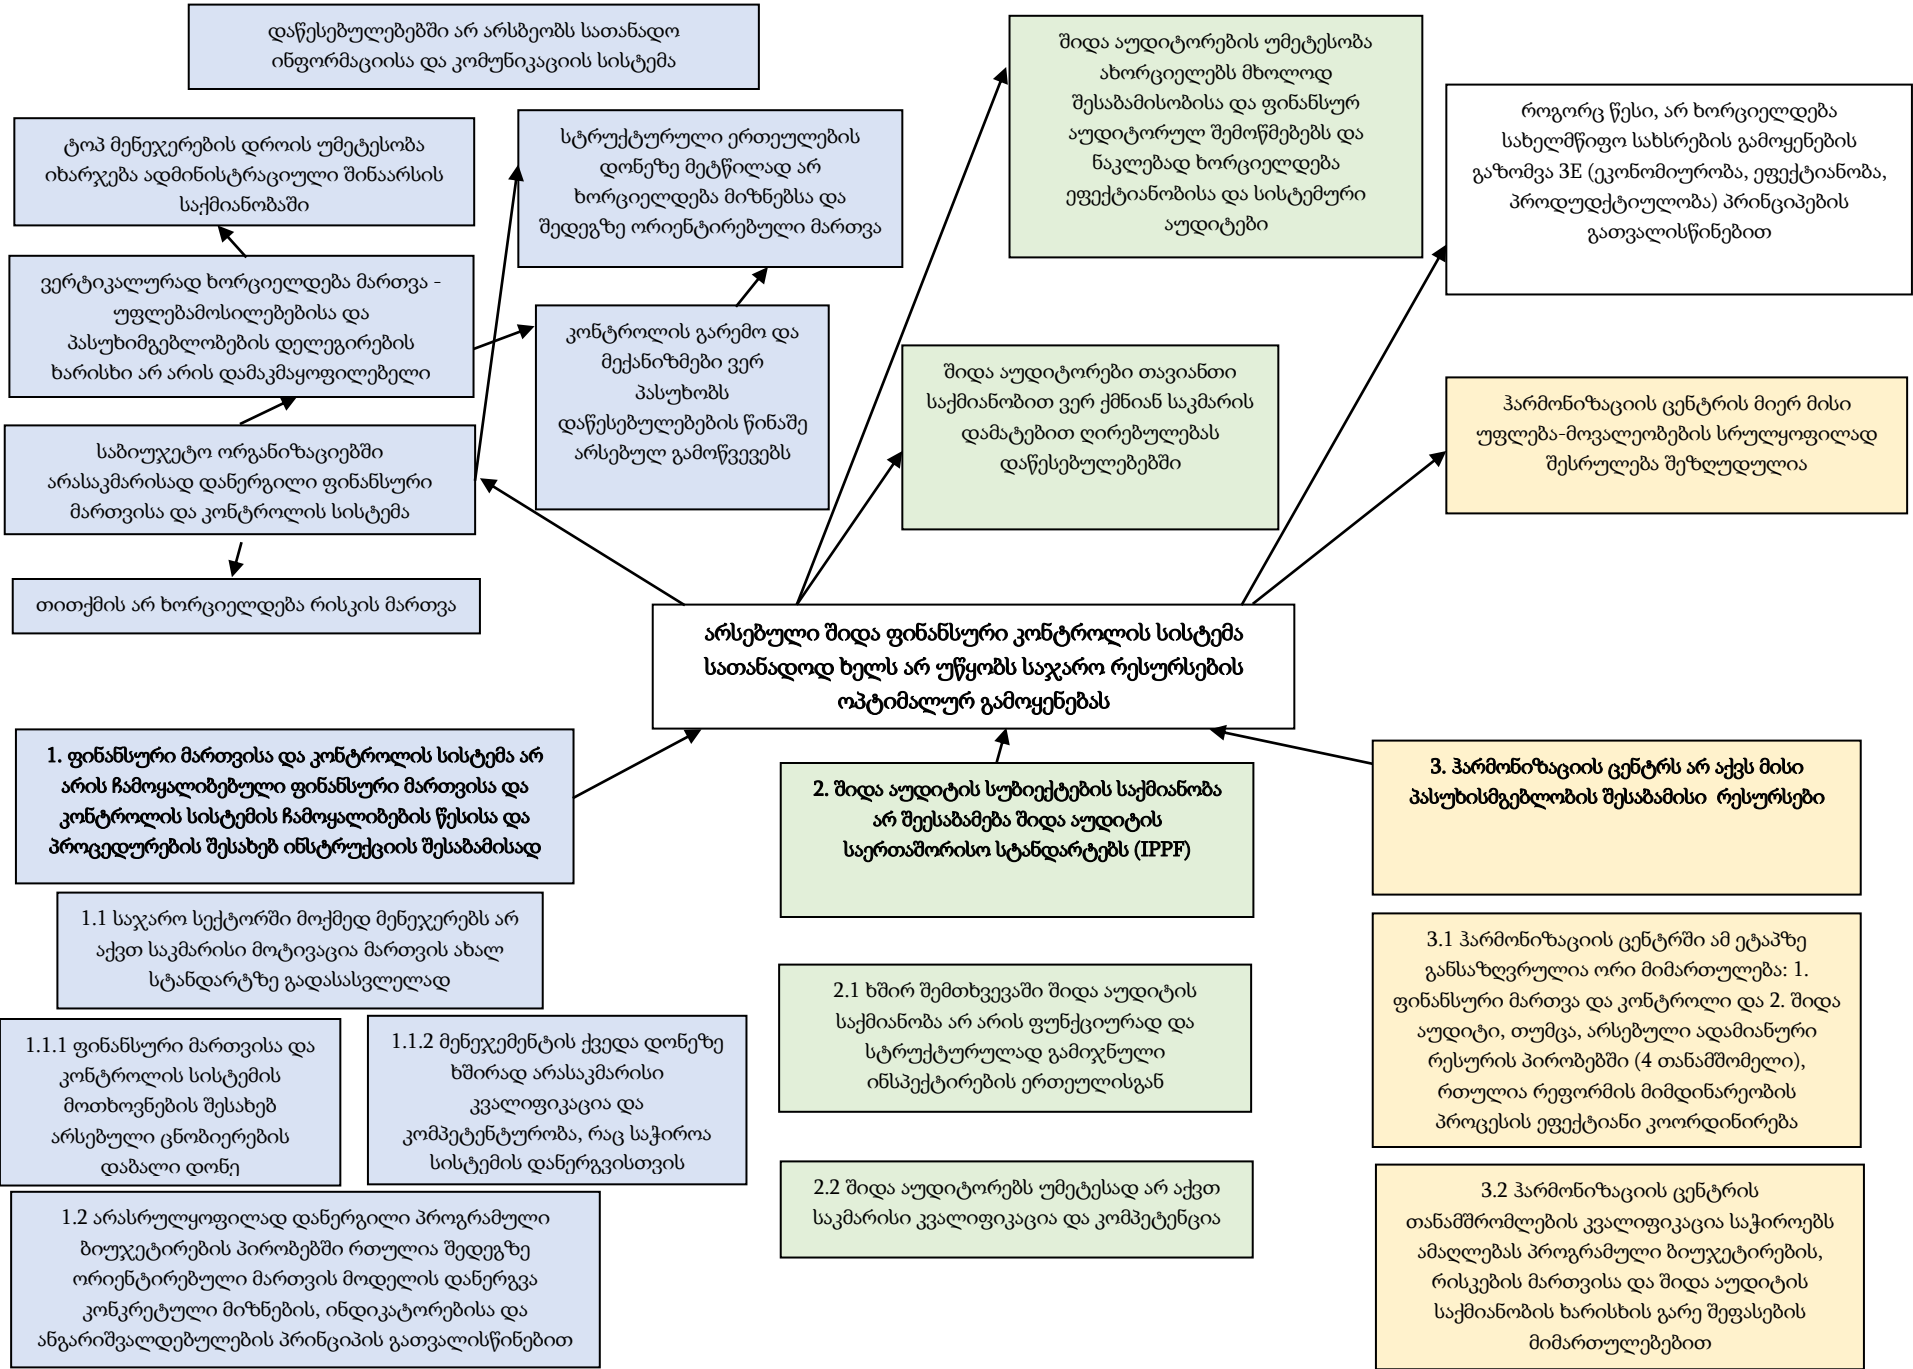 დაწესებულებებში არ არსბეობს სათანადო
ინფორმაციისა და კომუნიკაციის სისტემა
ტოპ მენეჯერების დროის უმეტესობა
იხარჯება ადმინისტრაციული შინაარსის
საქმიანობაში
სტრუქტურული ერთეულების
დონეზე მეტწილად არ
ხორციელდება მიზნებსა და
შედეგზე ორიენტირებული მართვა
შიდა აუდიტორების უმეტესობა
ახორციელებს მხოლოდ
შესაბამისობისა და ფინანსურ
აუდიტორულ შემოწმებებს და
ნაკლებად ხორციელდება
ეფექტიანობისა და სისტემური
აუდიტები
როგორც წესი, არ ხორციელდება
სახელმწიფო სახსრების გამოყენების
გაზომვა 3E (ეკონომიურობა, ეფექტიანობა,
პროდუდქტიულობა) პრინციპების
გათვალისწინებით
ვერტიკალურად ხორციელდება მართვა -
უფლებამოსილებებისა და
პასუხიმგებლობების დელეგირების
ხარისხი არ არის დამაკმაყოფილებელი
კონტროლის გარემო და
მექანიზმები ვერ
პასუხობს
დაწესებულებების წინაშე
არსებულ გამოწვევებს
შიდა აუდიტორები თავიანთი
საქმიანობით ვერ ქმნიან საკმარის
დამატებით ღირებულებას
დაწესებულებებში
ჰარმონიზაციის ცენტრის მიერ მისი
უფლება-მოვალეობების სრულყოფილად
შესრულება შეზღუდულია
საბიუჯეტო ორგანიზაციებში
არასაკმარისად დანერგილი ფინანსური
მართვისა და კონტროლის სისტემა
თითქმის არ ხორციელდება რისკის მართვა
არსებული შიდა ფინანსური კონტროლის სისტემა
სათანადოდ ხელს არ უწყობს საჯარო რესურსების
ოპტიმალურ გამოყენებას
1. ფინანსური მართვისა და კონტროლის სისტემა არ
არის ჩამოყალიბებული ფინანსური მართვისა და
კონტროლის სისტემის ჩამოყალიბების წესისა და
პროცედურების შესახებ ინსტრუქციის შესაბამისად
2. შიდა აუდიტის სუბიექტების საქმიანობა
არ შეესაბამება შიდა აუდიტის
საერთაშორისო სტანდარტებს (IPPF)
3. ჰარმონიზაციის ცენტრს არ აქვს მისი
პასუხისმგებლობის შესაბამისი რესურსები
1.1 საჯარო სექტორში მოქმედ მენეჯერებს არ
აქვთ საკმარისი მოტივაცია მართვის ახალ
სტანდარტზე გადასასვლელად
1.1.1 ფინანსური მართვისა და
კონტროლის სისტემის
მოთხოვნების შესახებ
არსებული ცნობიერების
დაბალი დონე
1.1.2 მენეჯემენტის ქვედა დონეზე
ხშირად არასაკმარისი
კვალიფიკაცია და
კომპეტენტურობა, რაც საჭიროა
სისტემის დანერგვისთვის
1.2 არასრულყოფილად დანერგილი პროგრამული
ბიუჯეტირების პირობებში რთულია შედეგზე
ორიენტირებული მართვის მოდელის დანერგვა
კონკრეტული მიზნების, ინდიკატორებისა და
ანგარიშვალდებულების პრინციპის გათვალისწინებით
2.1 ხშირ შემთხვევაში შიდა აუდიტის
საქმიანობა არ არის ფუნქციურად და
სტრუქტურულად გამიჯნული
ინსპექტირების ერთეულისგან
2.2 შიდა აუდიტორებს უმეტესად არ აქვთ
საკმარისი კვალიფიკაცია და კომპეტენცია
3.1 ჰარმონიზაციის ცენტრში ამ ეტაპზე
განსაზღვრულია ორი მიმართულება: 1.
ფინანსური მართვა და კონტროლი და 2. შიდა
აუდიტი, თუმცა, არსებული ადამიანური
რესურის პირობებში (4 თანამშომელი),
რთულია რეფორმის მიმდინარეობის
პროცესის ეფექტიანი კოორდინირება
3.2 ჰარმონიზაციის ცენტრის
თანამშრომლების კვალიფიკაცია საჭიროებს
ამაღლებას პროგრამული ბიუჯეტირების,
რისკების მართვისა და შიდა აუდიტის
საქმიანობის ხარისხის გარე შეფასების
მიმართულებებით